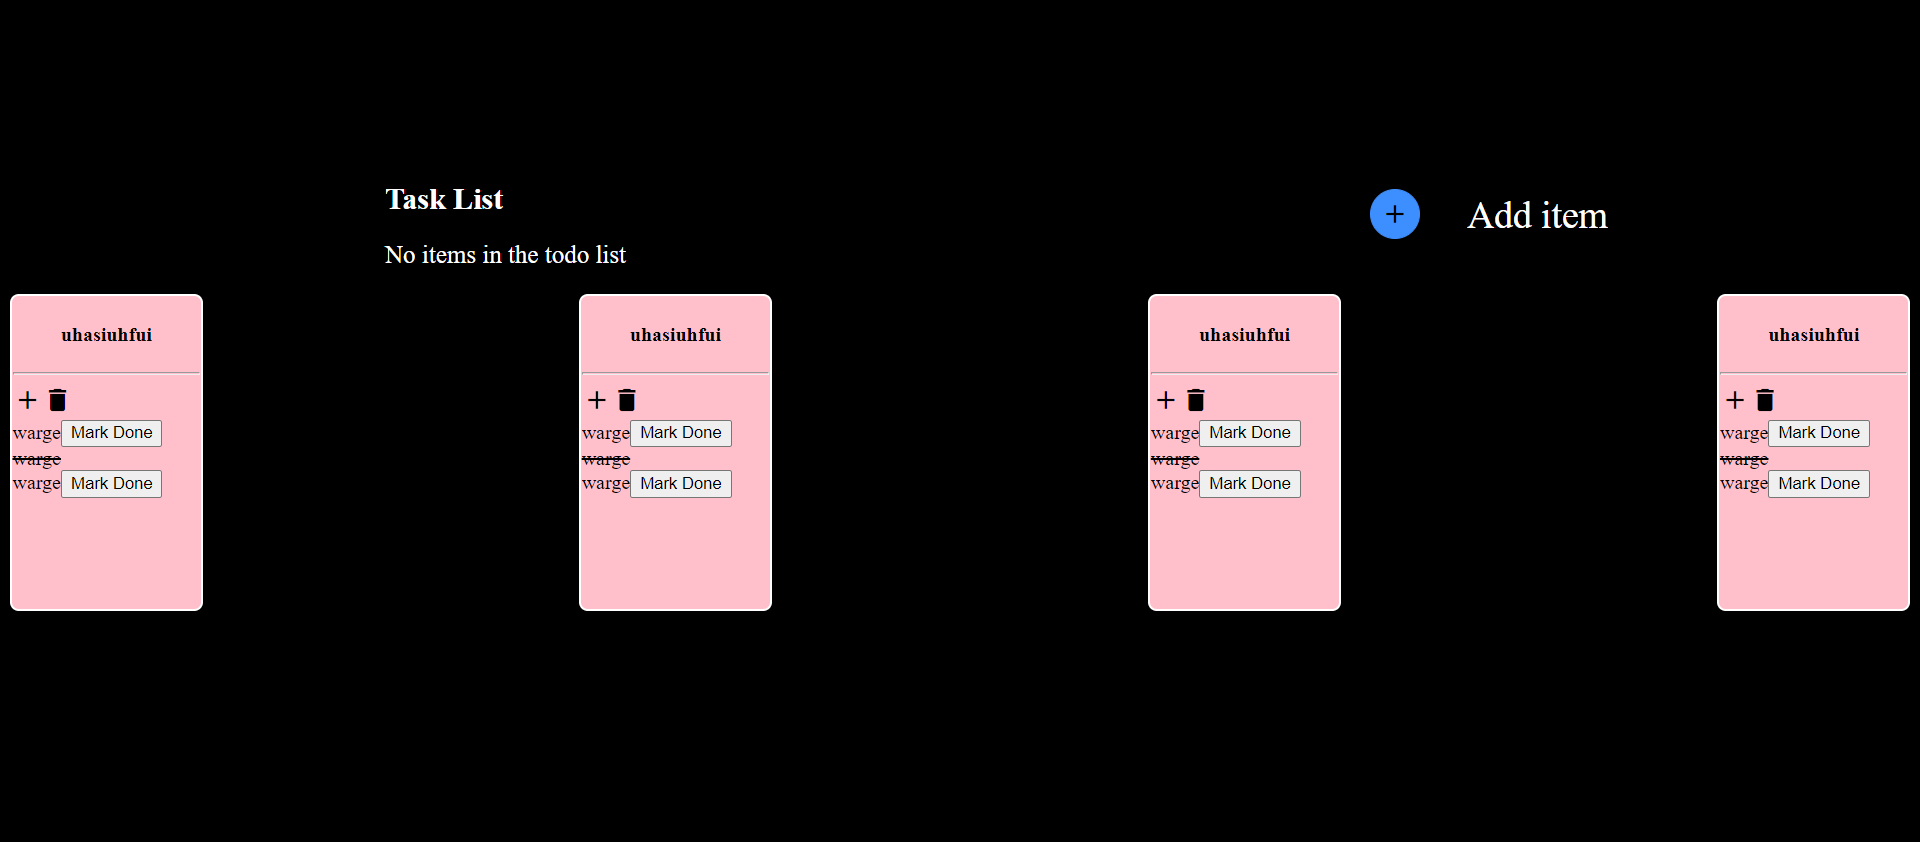 Task List
Add item
No items in the todo list
uhasiuhfui
warge Mark Done
warge
warge Mark Done
uhasiuhfui
warge Mark Done
warge
warge Mark Done
uhasiuhfui
warge Mark Done
warge
warge Mark Done
uhasiuhfui
warge Mark Done
warge
warge Mark Done